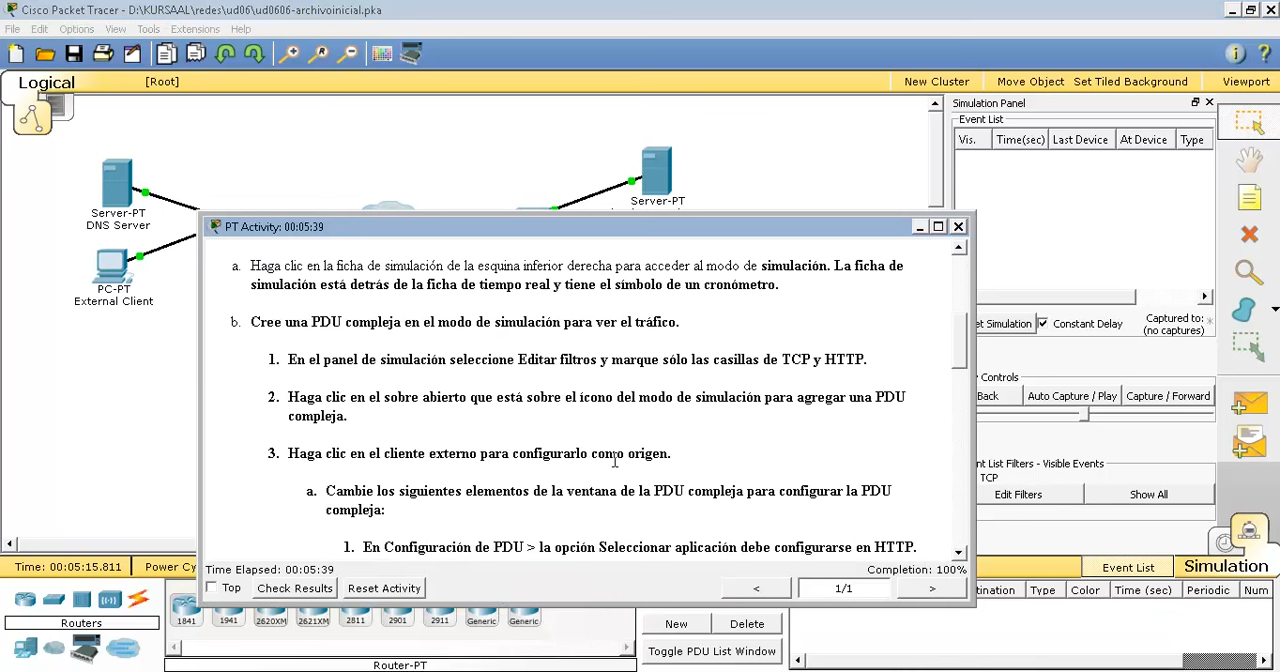 Cisco Packet Tracer - D:\KURSAAL\redes\ud06\ud0606-archivoinicial.pka
File Edit Options View Tools Extensions Help
Logical [Root] New Cluster Move Object Set Tiled Background Viewport
Simulation Panel
Event List
Vis. Time(sec) Last Device At Device Type
Server-PT
DNS Server
Server-PT
PC-PT
External Client
PT Activity: 00:05:39
a. Haga clic en la ficha de simulación de la esquina inferior derecha para acceder al modo de simulación. La ficha de
simulación está detrás de la ficha de tiempo real y tiene el símbolo de un cronómetro.
b. Cree una PDU compleja en el modo de simulación para ver el tráfico.
1. En el panel de simulación seleccione Editar filtros y marque sólo las casillas de TCP y HTTP.
2. Haga clic en el sobre abierto que está sobre el ícono del modo de simulación para agregar una PDU
compleja.
3. Haga clic en el cliente externo para configurarlo como origen.
a. Cambie los siguientes elementos de la ventana de la PDU compleja para configurar la PDU
compleja:
1. En Configuración de PDU > la opción Seleccionar aplicación debe configurarse en HTTP.
Time Elapsed: 00:05:39 Completion: 100%
Top Check Results Reset Activity < 1/1 >
et Simulation Constant Delay Captured to:
(no captures)
Controls
Back Auto Capture / Play Capture / Forward
ent List Filters - Visible Events
TCP
Edit Filters Show All
Time: 00:05:15.811 Power Cy Event List Simulation
Routers
1841 1941 2620XM 2621XM 2811 2901 2911 Generic Generic
Router-PT
New Delete
Toggle PDU List Window
tination Type Color Time (sec) Periodic Num